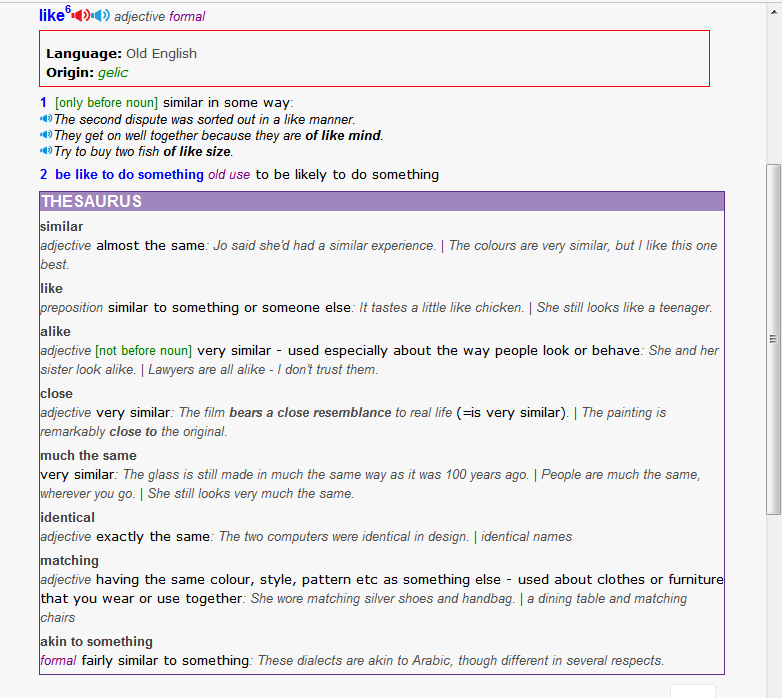 like6 adjective formal
Language: Old English
Origin: gelic
1 [only before noun] similar in some way:
The second dispute was sorted out in a like manner.
They get on well together because they are of like mind.
Try to buy two fish of like size.
2 be like to do something old use to be likely to do something
THESAURUS
similar
adjective almost the same: Jo said she'd had a similar experience. | The colours are very similar, but I like this one
best.
like
preposition similar to something or someone else: It tastes a little like chicken. | She still looks like a teenager.
alike
adjective [not before noun] very similar - used especially about the way people look or behave: She and her
sister look alike. | Lawyers are all alike - I don't trust them.
close
adjective very similar: The film bears a close resemblance to real life (=is very similar). | The painting is
remarkably close to the original.
much the same
very similar: The glass is still made in much the same way as it was 100 years ago. | People are much the same,
wherever you go. | She still looks very much the same.
identical
adjective exactly the same: The two computers were identical in design. | identical names
matching
adjective having the same colour, style, pattern etc as something else - used about clothes or furniture
that you wear or use together: She wore matching silver shoes and handbag. | a dining table and matching
chairs
akin to something
formal fairly similar to something: These dialects are akin to Arabic, though different in several respects.